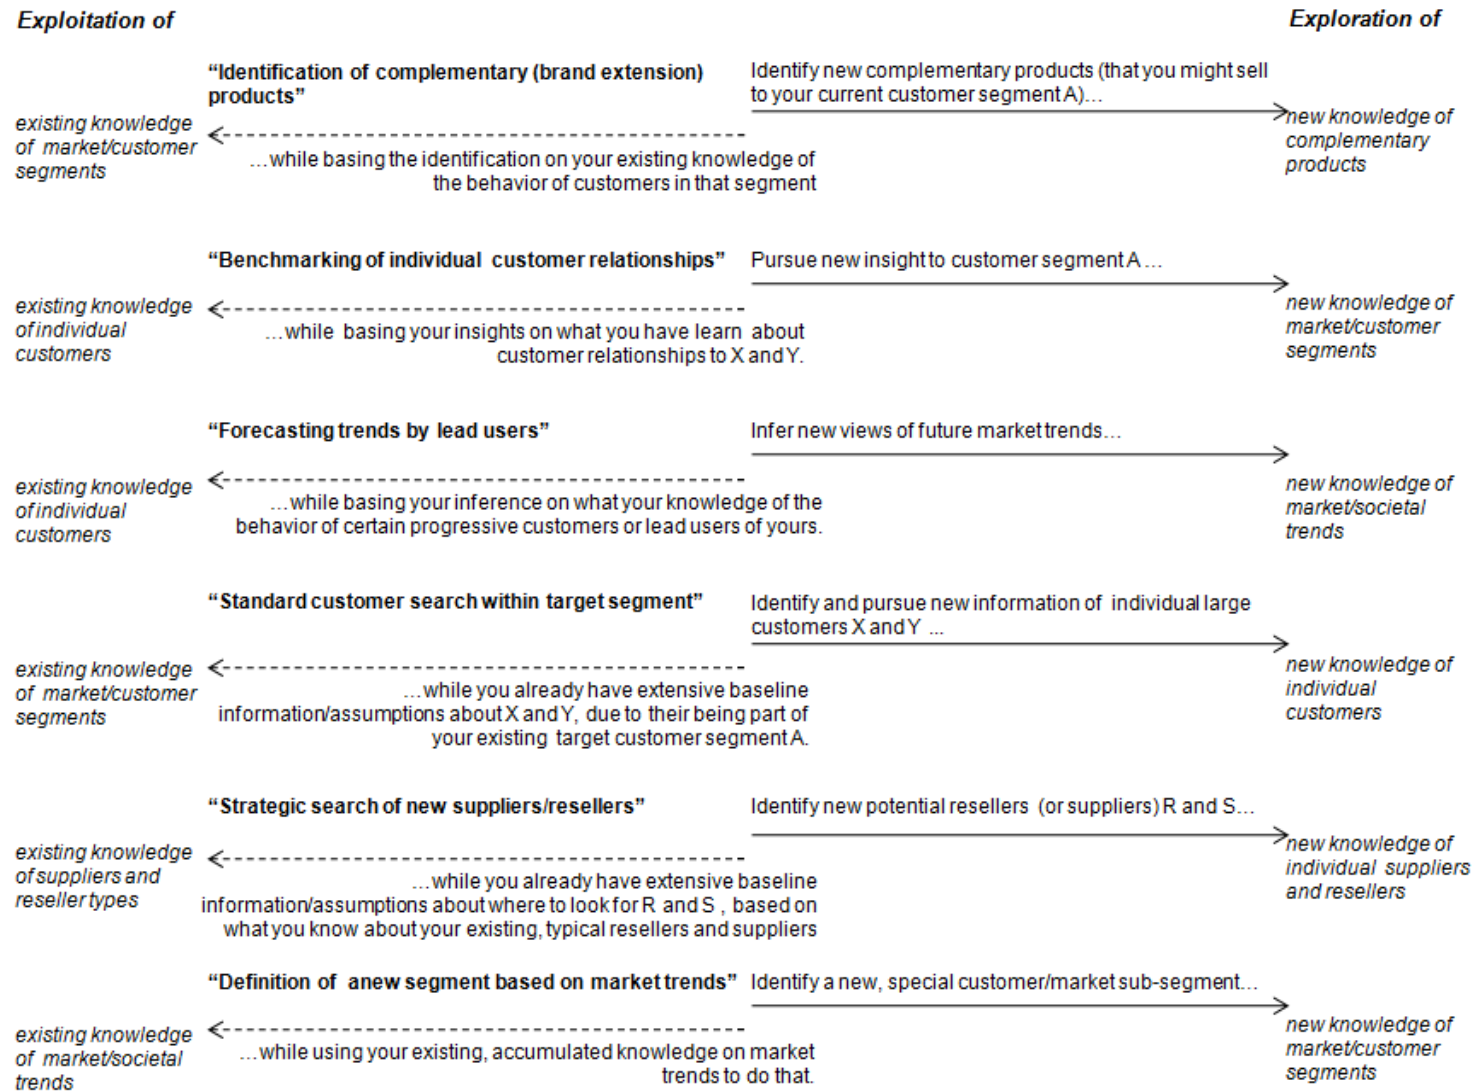 Exploitation of
Exploration of
“Identification of complementary (brand extension)
products”
Identify new complementary products (that you might sell
to your current customer segment A)…
existing knowledge
of market/customer
segments
…while basing the identification on your existing knowledge of
the behavior of customers in that segment
new knowledge of
complementary
products
“Benchmarking of individual customer relationships”
Pursue new insight to customer segment A …
existing knowledge
of individual
customers
…while basing your insights on what you have learn about
customer relationships to X and Y.
new knowledge of
market/customer
segments
“Forecasting trends by lead users”
Infer new views of future market trends…
existing knowledge
of individual
customers
…while basing your inference on what your knowledge of the
behavior of certain progressive customers or lead users of yours.
new knowledge of
market/societal
trends
“Standard customer search within target segment”
Identify and pursue new information of individual large
customers X and Y ...
existing knowledge
of market/customer
segments
…while you already have extensive baseline
information/assumptions about X and Y, due to their being part of
your existing target customer segment A.
new knowledge of
individual
customers
“Strategic search of new suppliers/resellers”
Identify new potential resellers (or suppliers) R and S…
existing knowledge
of suppliers and
reseller types
…while you already have extensive baseline
information/assumptions about where to look for R and S , based on
what you know about your existing, typical resellers and suppliers
new knowledge of
individual suppliers
and resellers
“Definition of anew segment based on market trends”
Identify a new, special customer/market sub-segment…
existing knowledge
of market/societal
trends
…while using your existing, accumulated knowledge on market
trends to do that.
new knowledge of
market/customer
segments